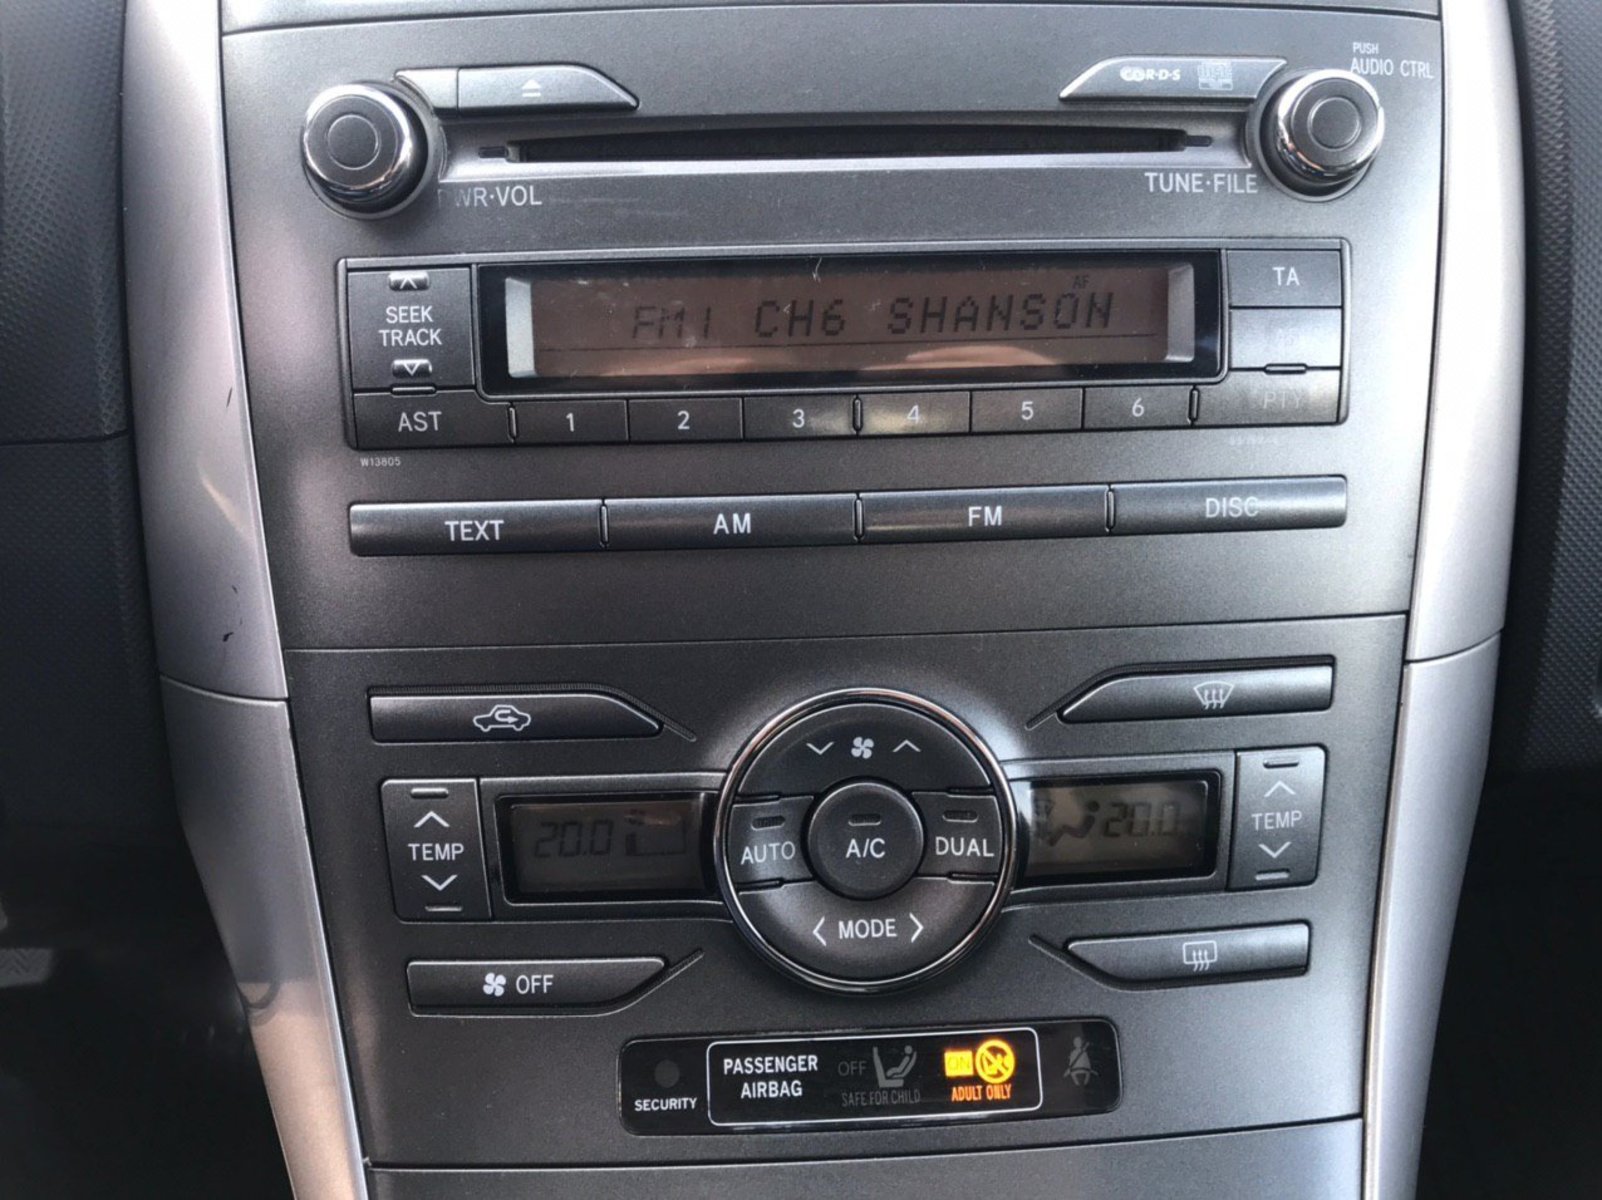 PUSH
AUDIO CTRL
R·D·S
WR·VOL
TUNE·FILE
SEEK
TRACK
AF
FM1 CH6 SHANSON
TA
AST
1
2
3
4
5
6
PTY
W13805
TEXT
AM
FM
DISC
TEMP
20.0
AUTO
A/C
DUAL
20.0
TEMP
MODE
OFF
SECURITY
PASSENGER
AIRBAG
OFF
SAFE FOR CHILD
ON
ADULT ONLY